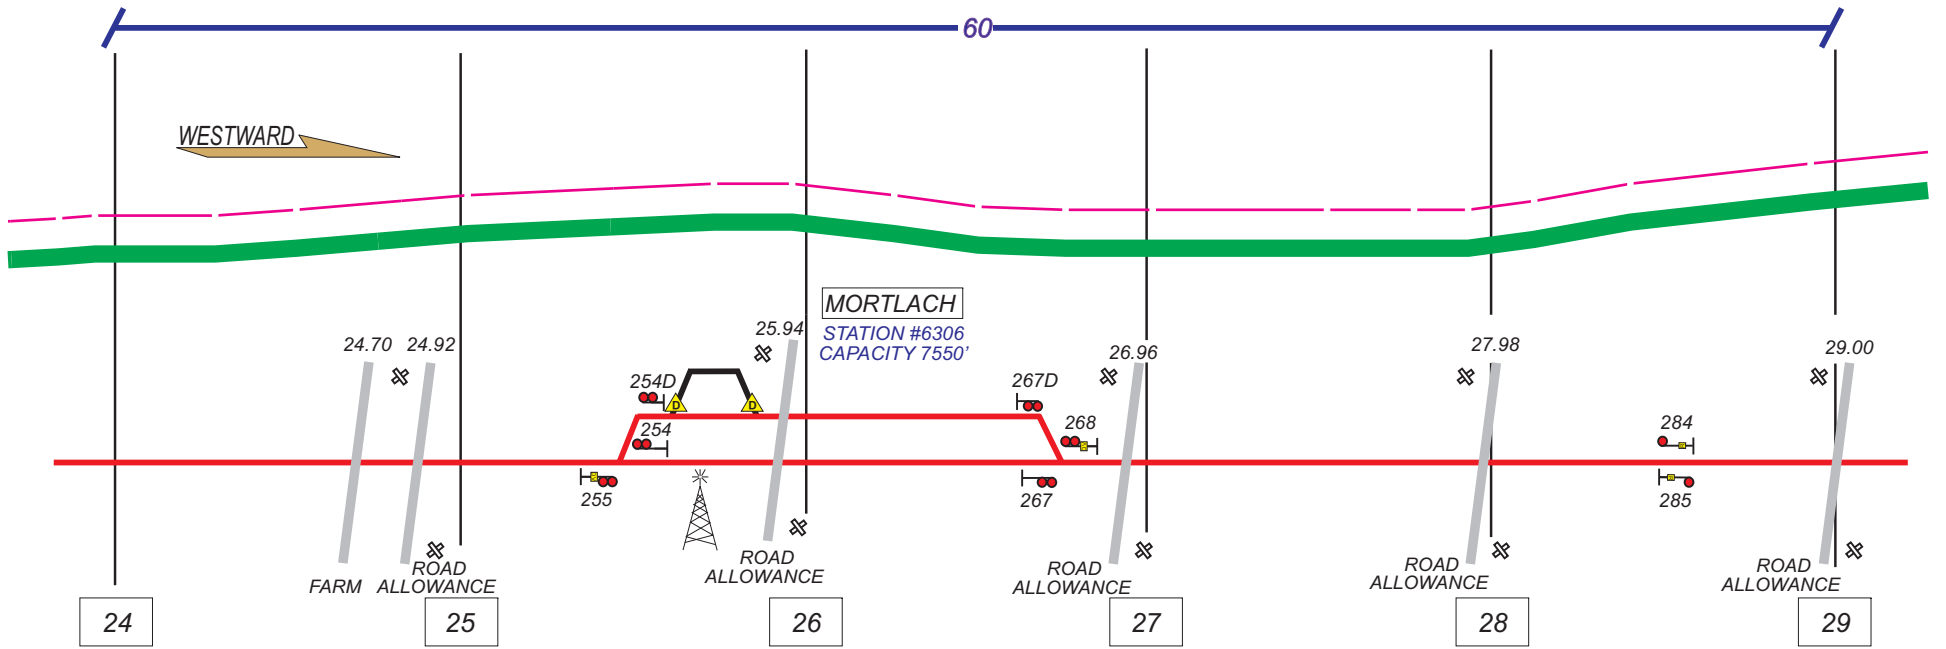 60
WESTWARD
MORTLACH
STATION #6306
CAPACITY 7550'
24.70
24.92
25.94
26.96
27.98
29.00
254D
D
D
267D
254
268
284
255
267
285
FARM
ROAD
ALLOWANCE
ROAD
ALLOWANCE
ROAD
ALLOWANCE
ROAD
ALLOWANCE
ROAD
ALLOWANCE
24
25
26
27
28
29